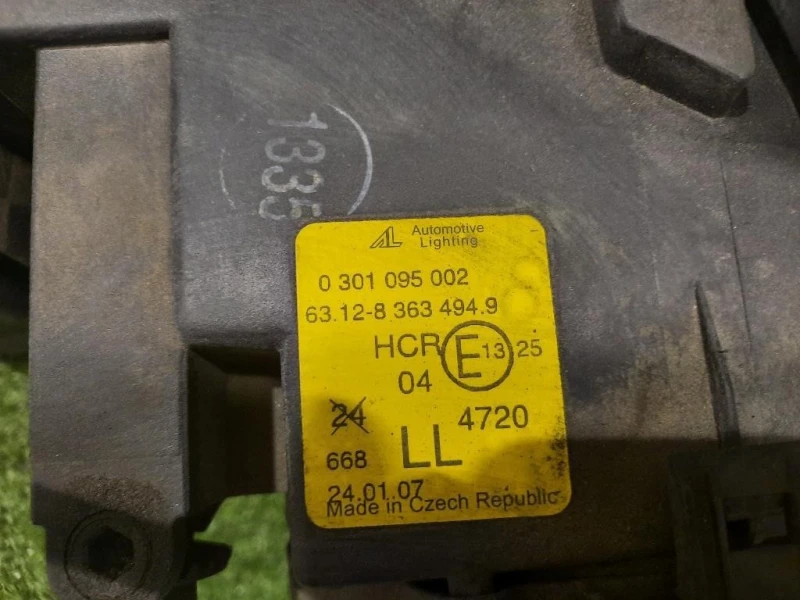 1335
AL Automotive
Lighting
0 301 095 002
63.12-8 363 494.9
HCR E 13 25
04
24 4720
668 LL
24.01.07
Made in Czech Republic